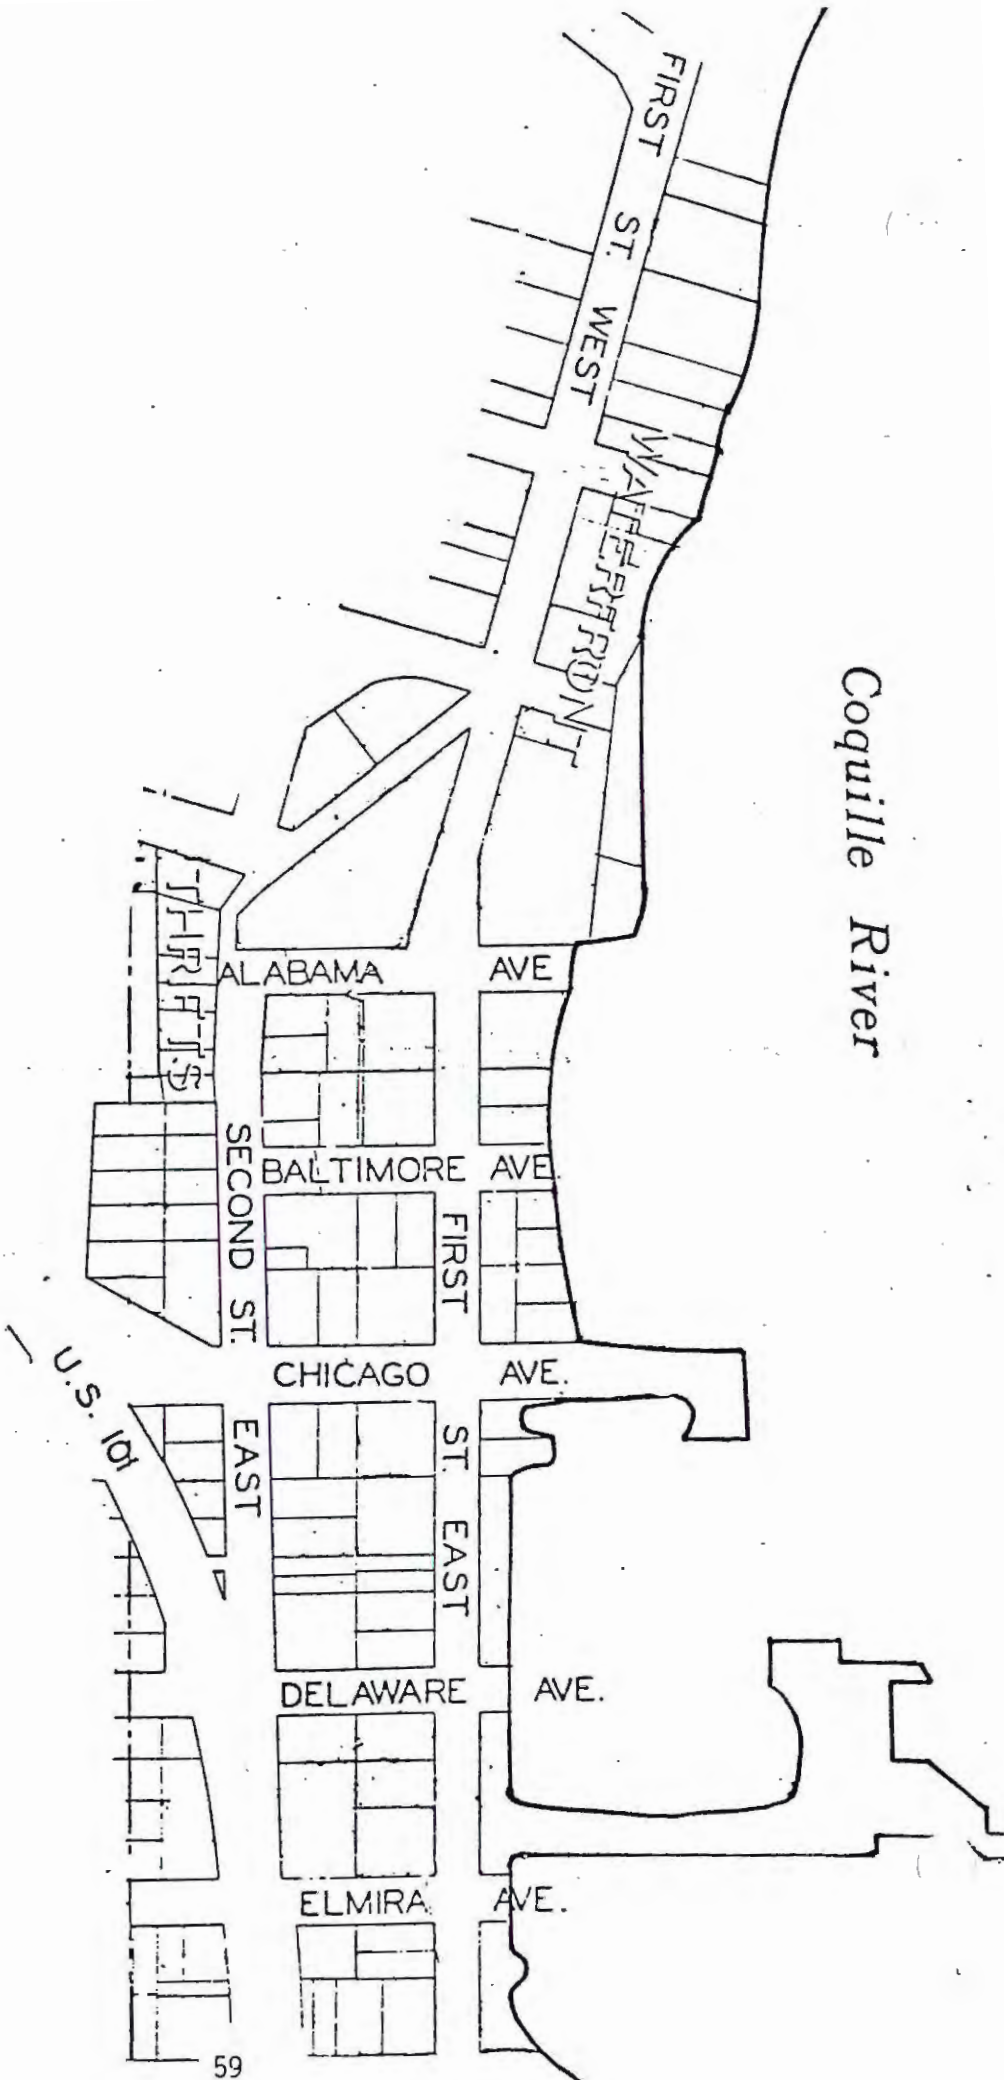 FIRST ST. WEST
WATERFRONT
Coquille River
THRIFTS
ALABAMA AVE
BALTIMORE AVE.
SECOND ST. EAST
FIRST ST. EAST
CHICAGO AVE.
U.S. 101
DELAWARE AVE.
ELMIRA AVE.
59